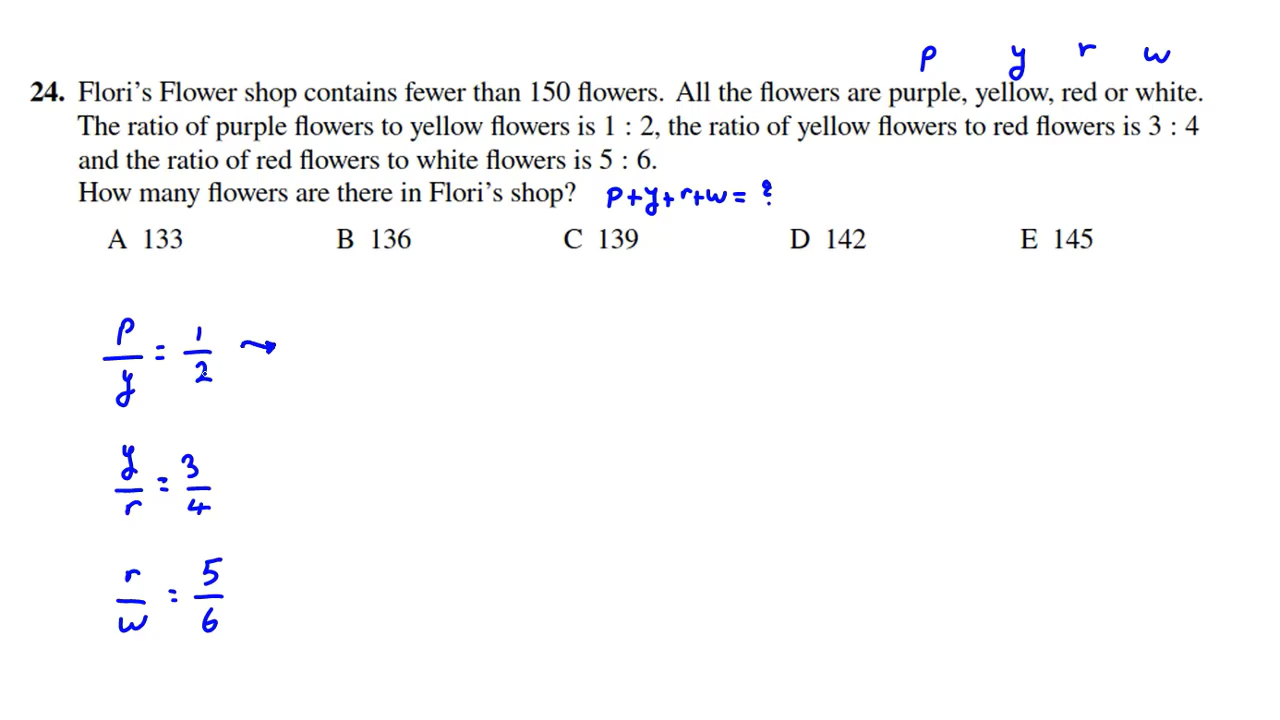 p y r w
24. Flori's Flower shop contains fewer than 150 flowers. All the flowers are purple, yellow, red or white.
The ratio of purple flowers to yellow flowers is 1 : 2, the ratio of yellow flowers to red flowers is 3 : 4
and the ratio of red flowers to white flowers is 5 : 6.
How many flowers are there in Flori's shop? p+y+r+w= ?
A 133 B 136 C 139 D 142 E 145
p/y = 1/2 →
y/r = 3/4
r/w = 5/6